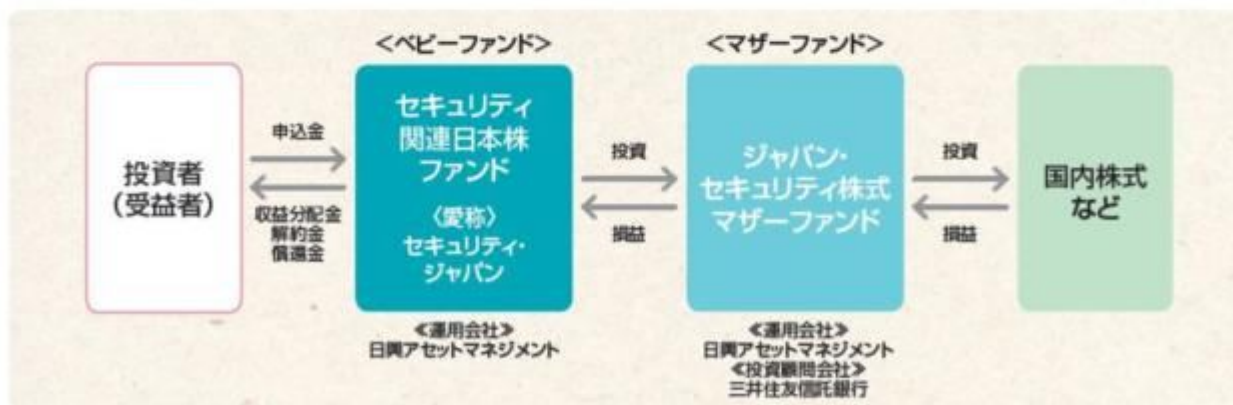 <ベビーファンド>
<マザーファンド>
投資者
(受益者)
申込金
収益分配金
解約金
償還金
セキュリティ
関連日本株
ファンド
〈愛称〉
セキュリティ・
ジャパン
投資
損益
ジャパン・
セキュリティ株式
マザーファンド
投資
損益
国内株式
など
≪運用会社≫
日興アセットマネジメント
≪運用会社≫
日興アセットマネジメント
≪投資顧問会社≫
三井住友信託銀行